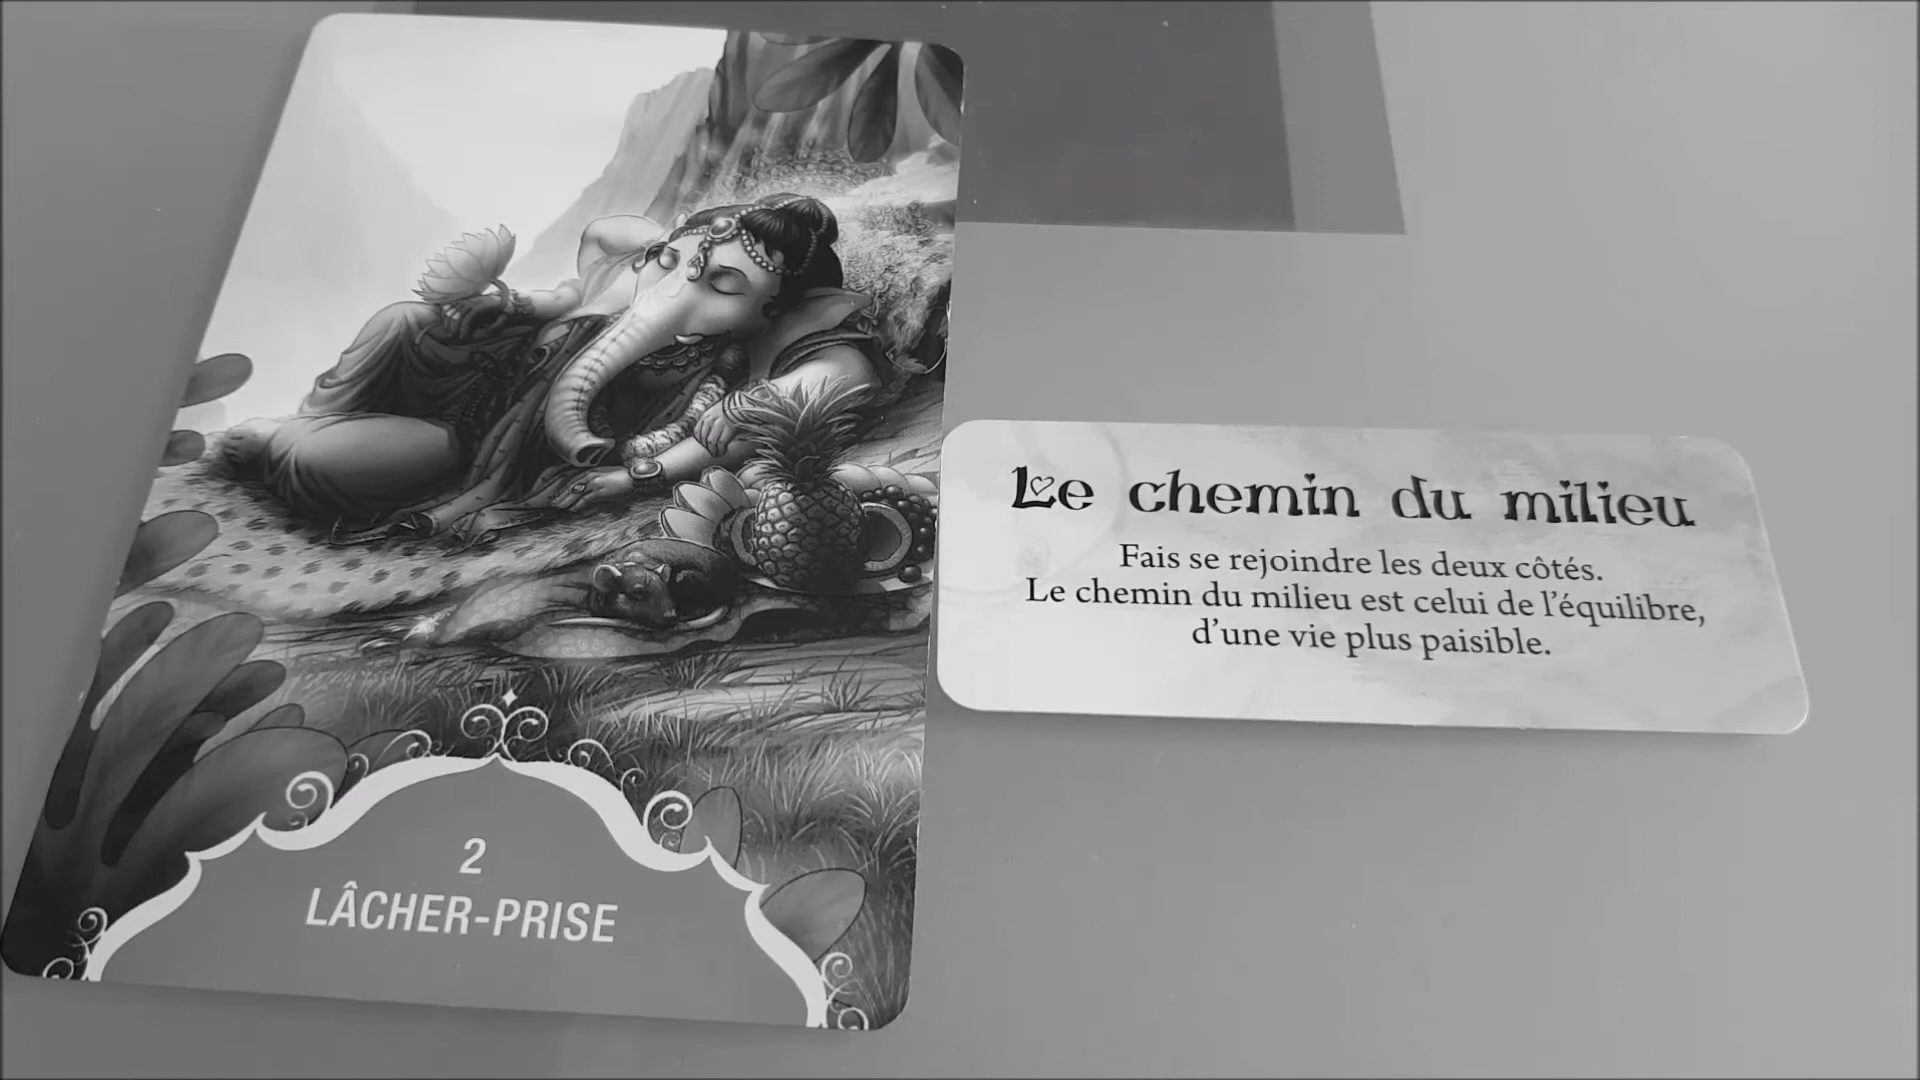 2
LÂCHER-PRISE
Le chemin du milieu
Fais se rejoindre les deux côtés.
Le chemin du milieu est celui de l'équilibre,
d'une vie plus paisible.